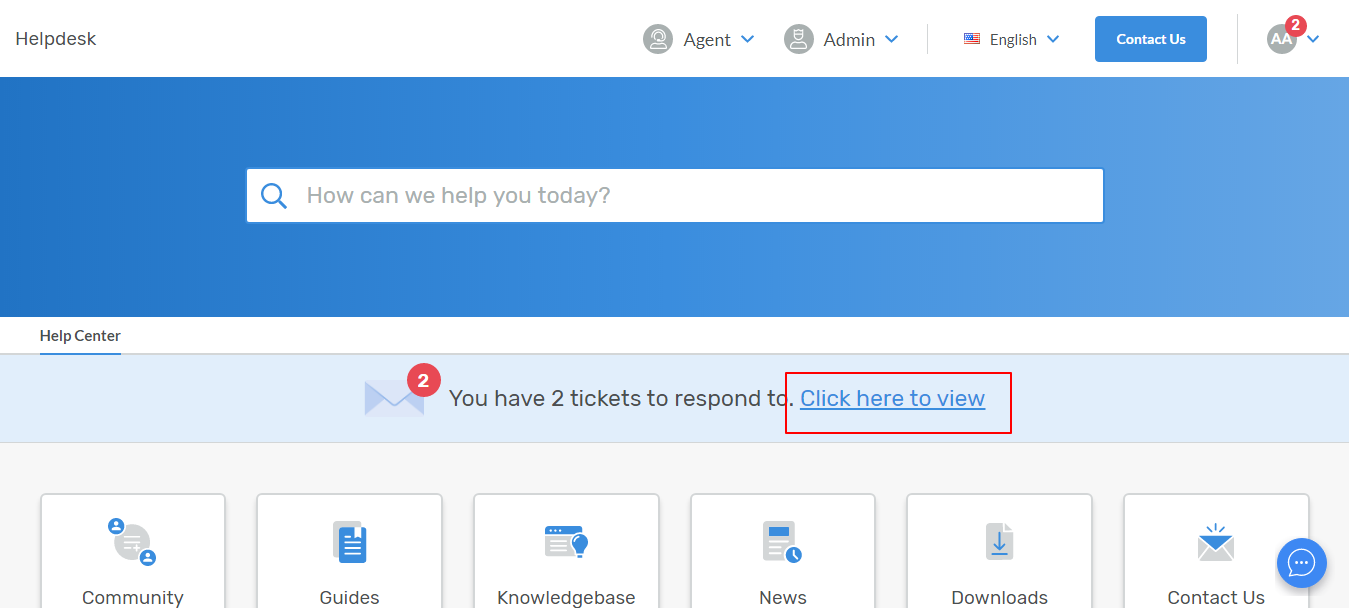 Helpdesk
Agent
Admin
English
Contact Us
AA
2
How can we help you today?
Help Center
2
You have 2 tickets to respond to. Click here to view
Community
Guides
Knowledgebase
News
Downloads
Contact Us